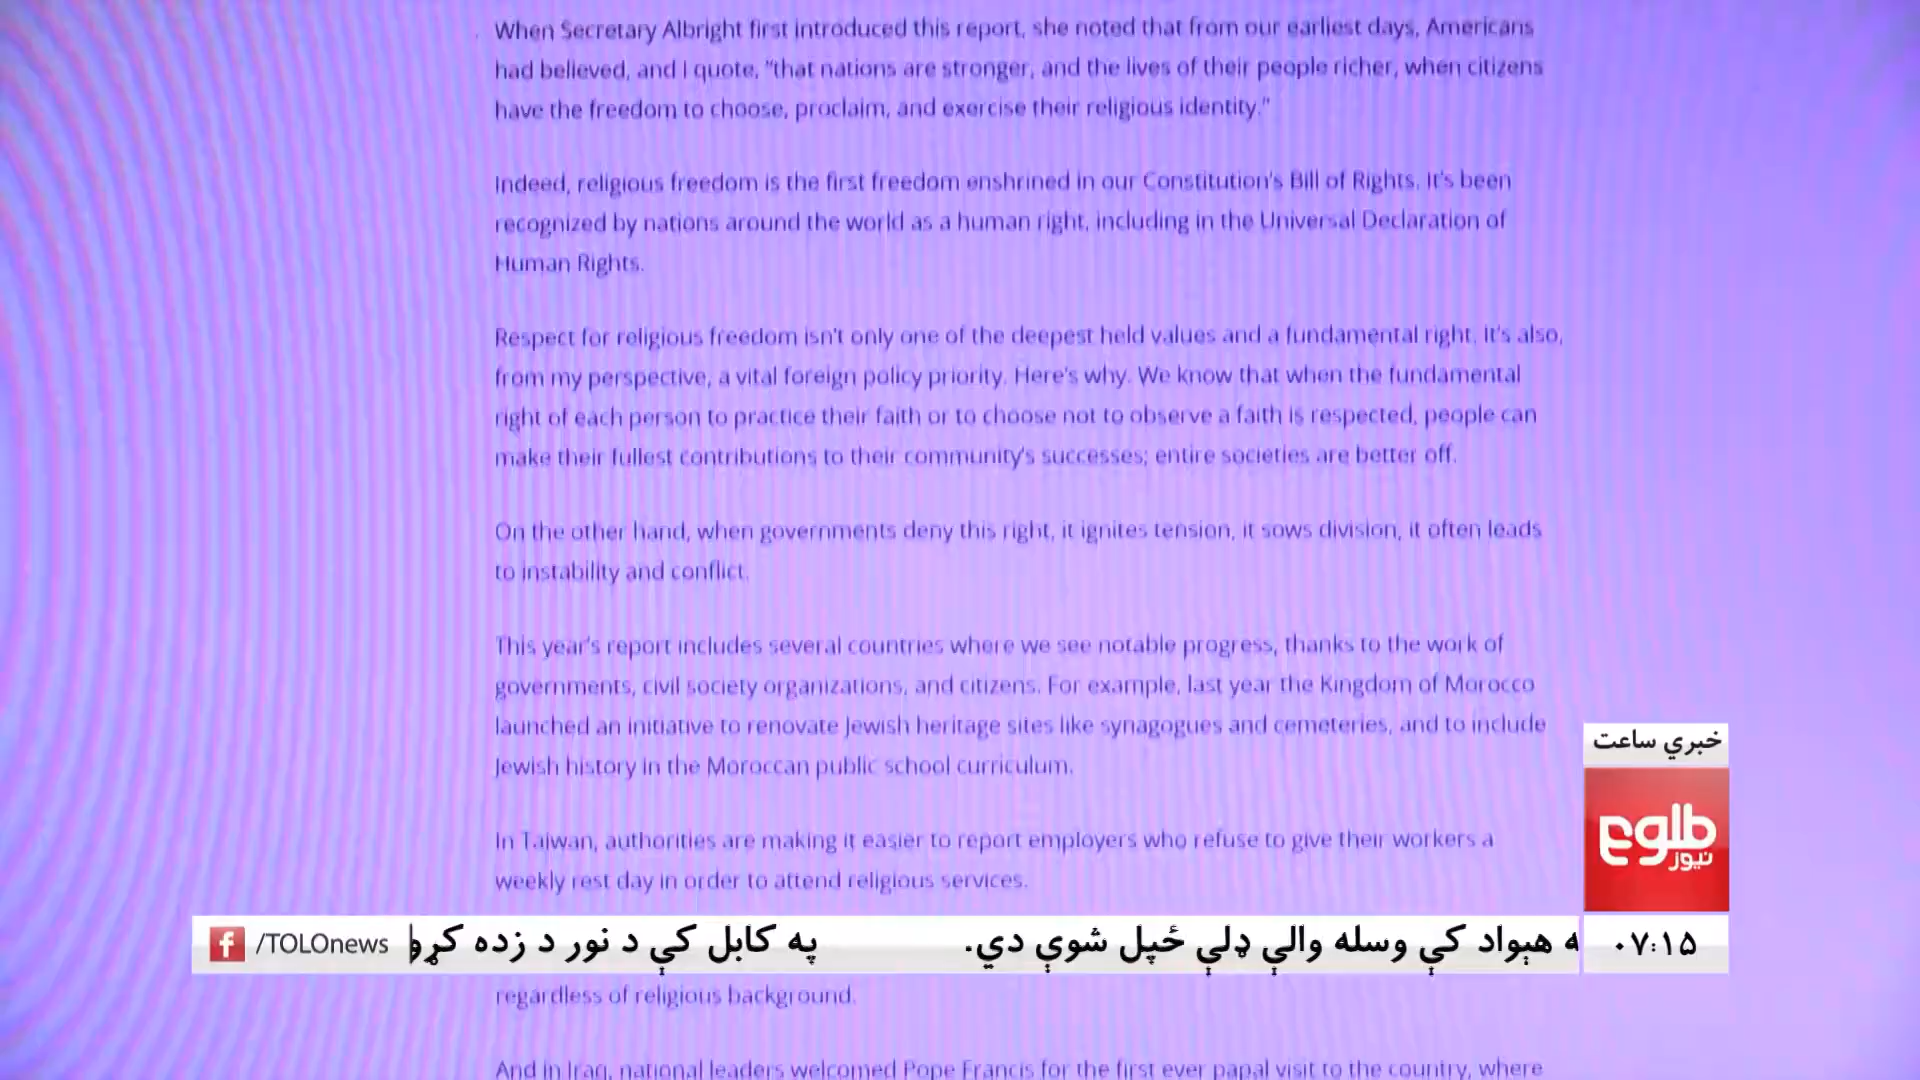 When Secretary Albright first introduced this report, she noted that from our earliest days, Americans
had believed, and I quote, "that nations are stronger, and the lives of their people richer, when citizens
have the freedom to choose, proclaim, and exercise their religious identity."
Indeed, religious freedom is the first freedom enshrined in our Constitution's Bill of Rights. It's been
recognized by nations around the world as a human right, including in the Universal Declaration of
Human Rights.
Respect for religious freedom isn't only one of the deepest held values and a fundamental right. It's also,
from my perspective, a vital foreign policy priority. Here's why. We know that when the fundamental
right of each person to practice their faith or to choose not to observe a faith is respected, people can
make their fullest contributions to their community's successes; entire societies are better off.
On the other hand, when governments deny this right, it ignites tension, it sows division, it often leads
to instability and conflict.
This year's report includes several countries where we see notable progress, thanks to the work of
governments, civil society organizations, and citizens. For example, last year the Kingdom of Morocco
launched an initiative to renovate Jewish heritage sites like synagogues and cemeteries, and to include
Jewish history in the Moroccan public school curriculum.
In Taiwan, authorities are making it easier to report employers who refuse to give their workers a
weekly rest day in order to attend religious services.
خبري ساعت
طلوع
نیوز
ه هېواد کې وسله والې ډلې ځپل شوې دي. په کابل کې د نور د زده کړو
/TOLOnews
۰۷:۱۵
regardless of religious background.
And in Iraq, national leaders welcomed Pope Francis for the first ever papal visit to the country, where